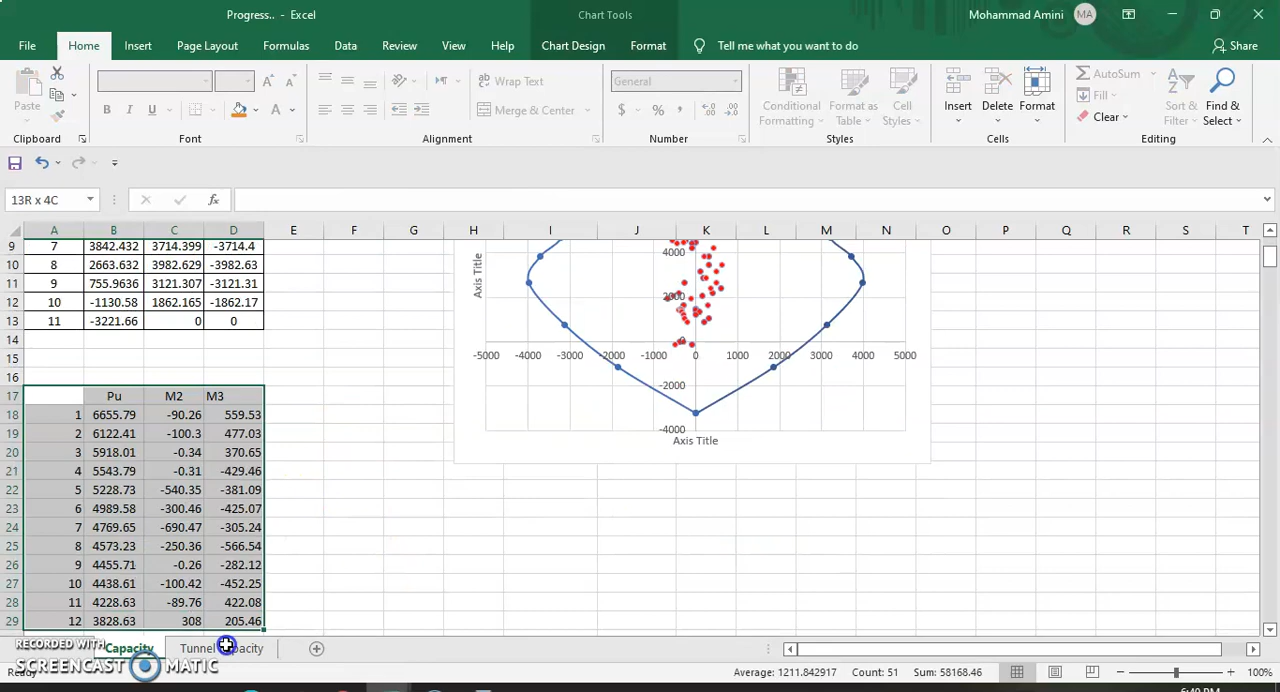 Progress.. - Excel
Chart Tools
Mohammad Amini
MA
File Home Insert Page Layout Formulas Data Review View Help Chart Design Format Tell me what you want to do Share
Wrap Text
General
Merge & Center
AutoSum
Fill
Clear
Paste
B I U
$ %
Conditional Formatting
Format as Table
Cell Styles
Insert Delete Format
Sort & Filter
Find & Select
Clipboard Font Alignment Number Styles Cells Editing
13R x 4C
fx
A B C D E F G H I J K L M N O P Q R S T
9 7 3842.432 3714.399 -3714.4
10 8 2663.632 3982.629 -3982.63
11 9 755.9636 3121.307 -3121.31
12 10 -1130.58 1862.165 -1862.17
13 11 -3221.66 0 0
14
15
16
17 Pu M2 M3
18 1 6655.79 -90.26 559.53
19 2 6122.41 -100.3 477.03
20 3 5918.01 -0.34 370.65
21 4 5543.79 -0.31 -429.46
22 5 5228.73 -540.35 -381.09
23 6 4989.58 -300.46 -425.07
24 7 4769.65 -690.47 -305.24
25 8 4573.23 -250.36 -566.54
26 9 4455.71 -0.26 -282.12
27 10 4438.61 -100.42 -452.25
28 11 4228.63 -89.76 422.08
29 12 3828.63 308 205.46
Axis Title
4000
2000
0
-5000 -4000 -3000 -2000 -1000 0 1000 2000 3000 4000 5000
-2000
-4000
Axis Title
Capacity Tunnel Capacity
RECORDED WITH
SCREENCAST MATIC
Ready
Average: 1211.842917 Count: 51 Sum: 58168.46
100%